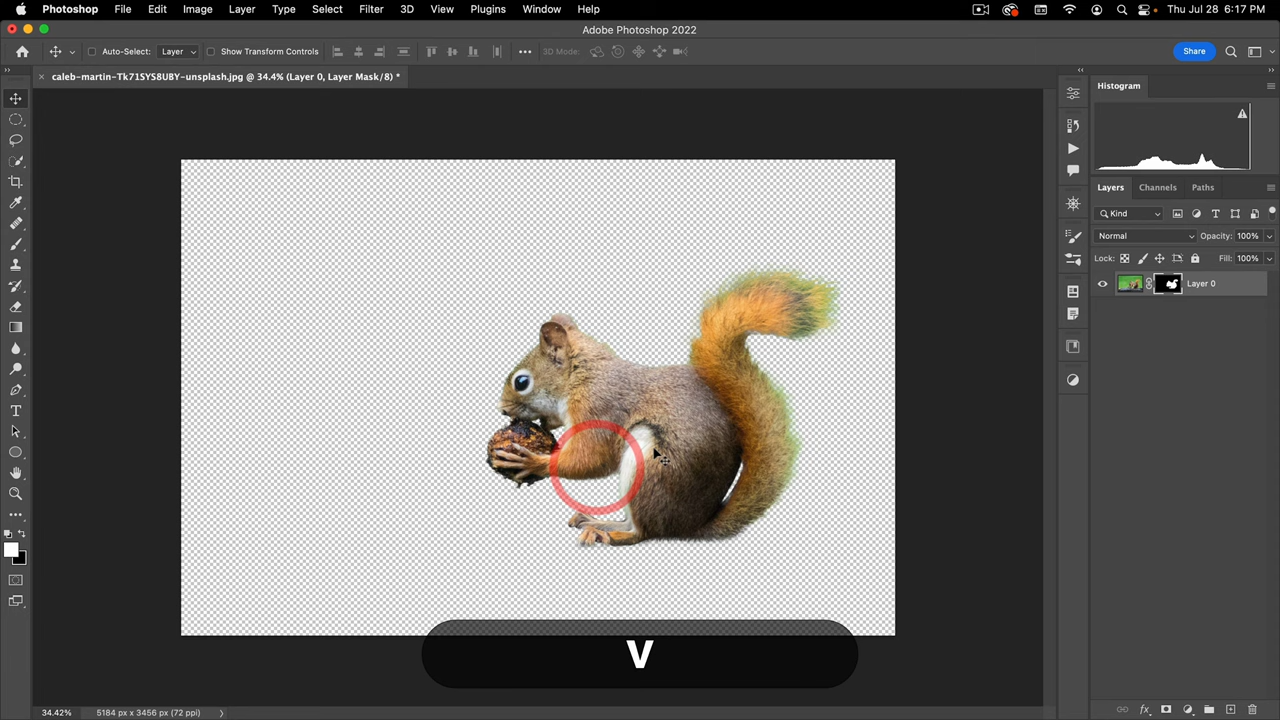 Photoshop File Edit Image Layer Type Select Filter 3D View Plugins Window Help Thu Jul 28 6:17 PM
Adobe Photoshop 2022
Auto-Select: Layer Show Transform Controls 3D Mode: Share
caleb-martin-Tk71SYS8UBY-unsplash.jpg @ 34.4% (Layer 0, Layer Mask/8) *
Histogram
Layers Channels Paths
Kind
Normal Opacity: 100%
Lock: Fill: 100%
Layer 0
V
34.42% 5184 px x 3456 px (72 ppi)